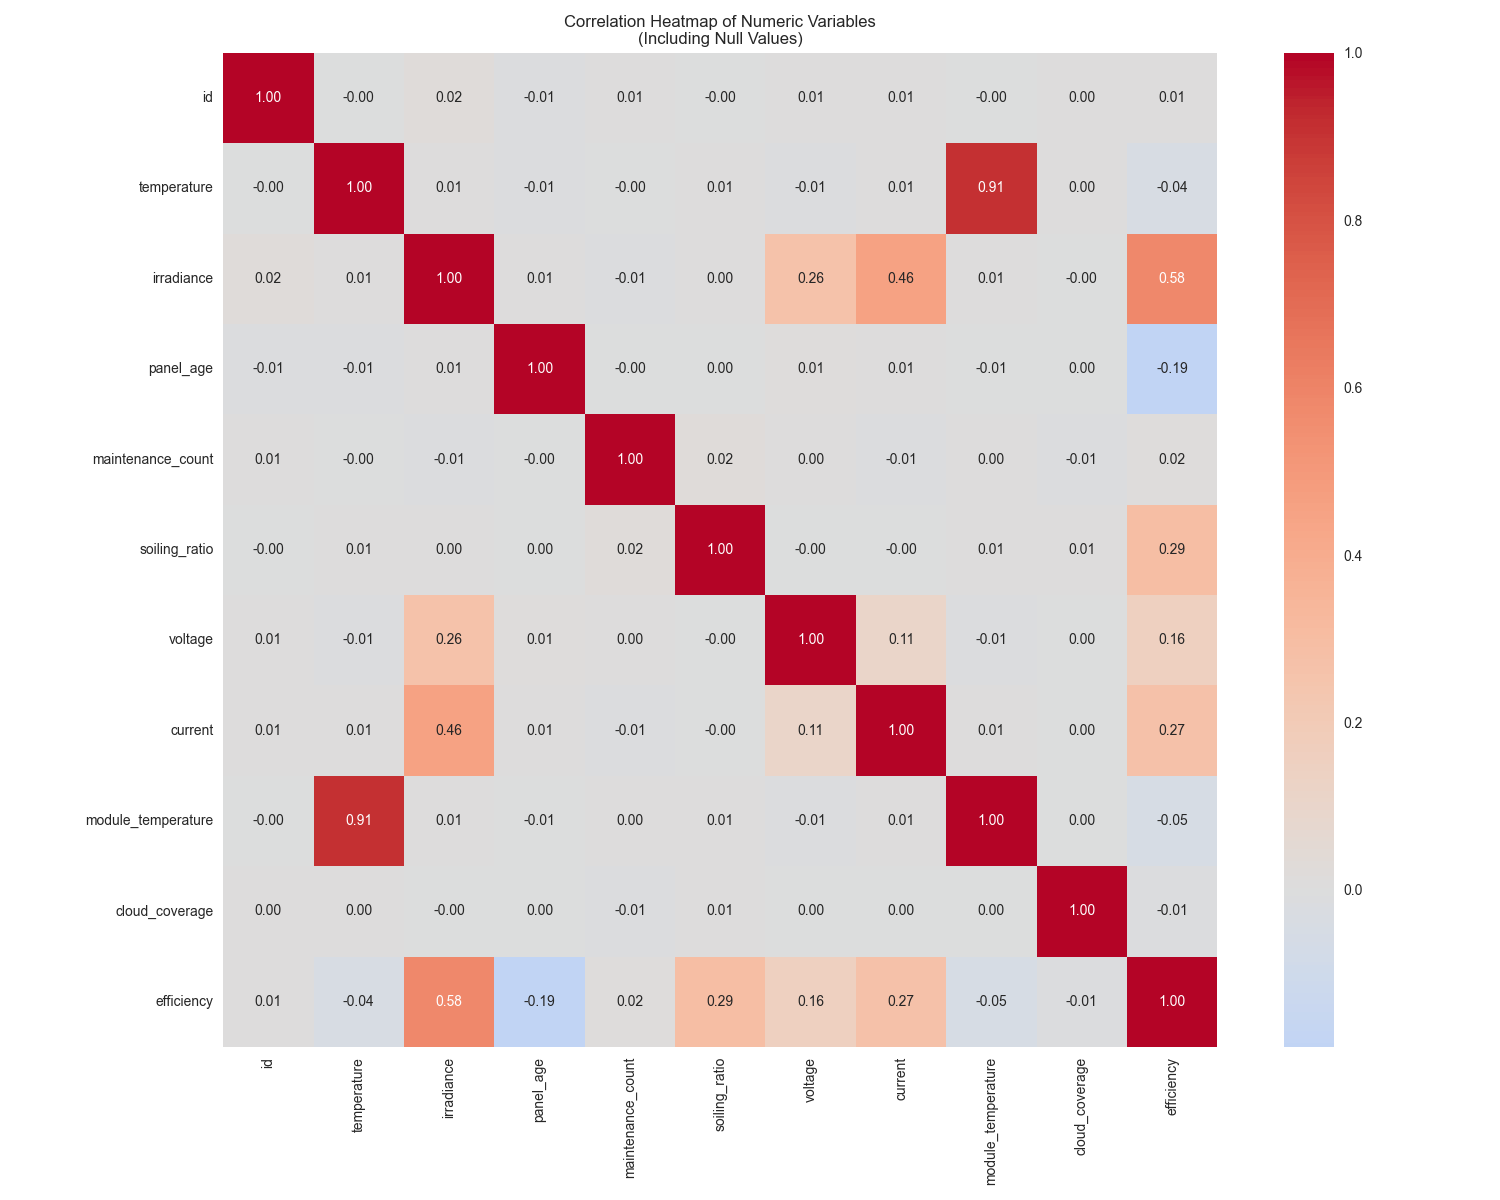 Correlation Heatmap of Numeric Variables
(Including Null Values)
id 1.00 -0.00 0.02 -0.01 0.01 -0.00 0.01 0.01 -0.00 0.00 0.01
temperature -0.00 1.00 0.01 -0.01 -0.00 0.01 -0.01 0.01 0.91 0.00 -0.04
irradiance 0.02 0.01 1.00 0.01 -0.01 0.00 0.26 0.46 0.01 -0.00 0.58
panel_age -0.01 -0.01 0.01 1.00 -0.00 0.00 0.01 0.01 -0.01 0.00 -0.19
maintenance_count 0.01 -0.00 -0.01 -0.00 1.00 0.02 0.00 -0.01 0.00 -0.01 0.02
soiling_ratio -0.00 0.01 0.00 0.00 0.02 1.00 -0.00 -0.00 0.01 0.01 0.29
voltage 0.01 -0.01 0.26 0.01 0.00 -0.00 1.00 0.11 -0.01 0.00 0.16
current 0.01 0.01 0.46 0.01 -0.01 -0.00 0.11 1.00 0.01 0.00 0.27
module_temperature -0.00 0.91 0.01 -0.01 0.00 0.01 -0.01 0.01 1.00 0.00 -0.05
cloud_coverage 0.00 0.00 -0.00 0.00 -0.01 0.01 0.00 0.00 0.00 1.00 -0.01
efficiency 0.01 -0.04 0.58 -0.19 0.02 0.29 0.16 0.27 -0.05 -0.01 1.00
id
temperature
irradiance
panel_age
maintenance_count
soiling_ratio
voltage
current
module_temperature
cloud_coverage
efficiency
1.0
0.8
0.6
0.4
0.2
0.0